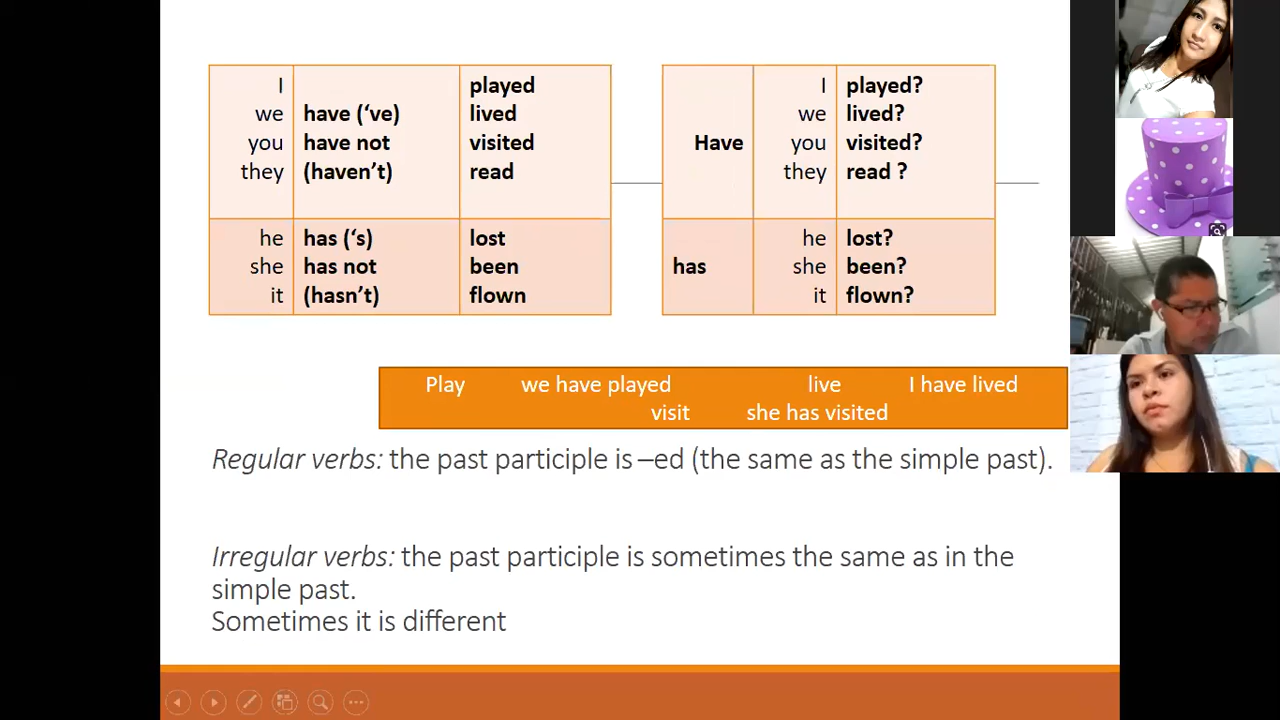 I played
we have ('ve) lived
you have not visited
they (haven't) read
he has ('s) lost
she has not been
it (hasn't) flown
I played?
we lived?
Have you visited?
they read ?
he lost?
has she been?
it flown?
Play we have played live I have lived
visit she has visited
Regular verbs: the past participle is –ed (the same as the simple past).
Irregular verbs: the past participle is sometimes the same as in the
simple past.
Sometimes it is different